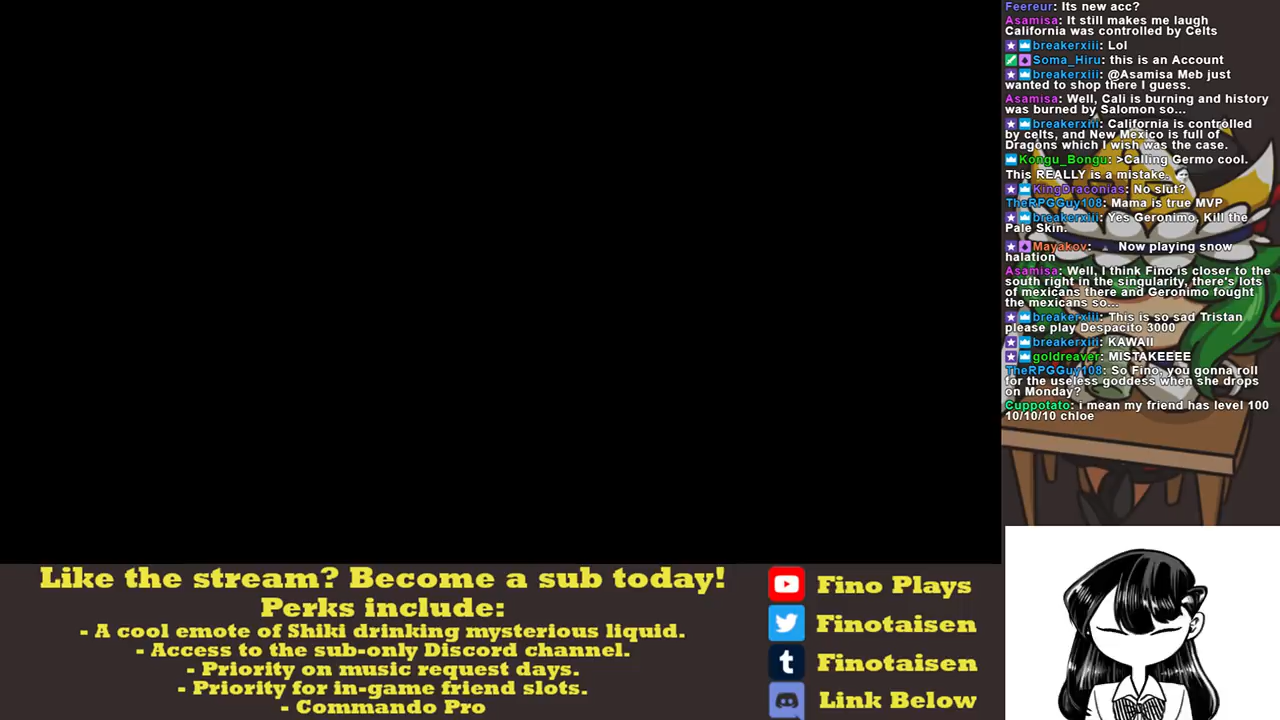 Feereur: Its new acc?
Asamisa: It still makes me laugh
California was controlled by Celts
breakerxiii: Lol
Soma_Hiru: this is an Account
breakerxiii: @Asamisa Meb just
wanted to shop there I guess.
Asamisa: Well, Cali is burning and history
was burned by Salomon so...
breakerxiii: California is controlled
by celts, and New Mexico is full of
Dragons which I wish was the case.
Kongu_Bongu: >Calling Germo cool.
This REALLY is a mistake.
KingDraconias: No slut?
TheRPGGuy108: Mama is true MVP
breakerxiii: Yes Geronimo, Kill the
Pale Skin.
Mayakov: Now playing snow
halation
Asamisa: Well, I think Fino is closer to the
south right in the singularity, there's lots
of mexicans there and Geronimo fought
the mexicans so...
breakerxiii: This is so sad Tristan
please play Despacito 3000
breakerxiii: KAWAII
goldreaver: MISTAKEEEE
TheRPGGuy108: So Fino, you gonna roll
for the useless goddess when she drops
on Monday?
Cuppotato: i mean my friend has level 100
10/10/10 chloe
Like the stream? Become a sub today!
Perks include:
- A cool emote of Shiki drinking mysterious liquid.
- Access to the sub-only Discord channel.
- Priority on music request days.
- Priority for in-game friend slots.
- Commando Pro
Fino Plays
Finotaisen
Finotaisen
Link Below